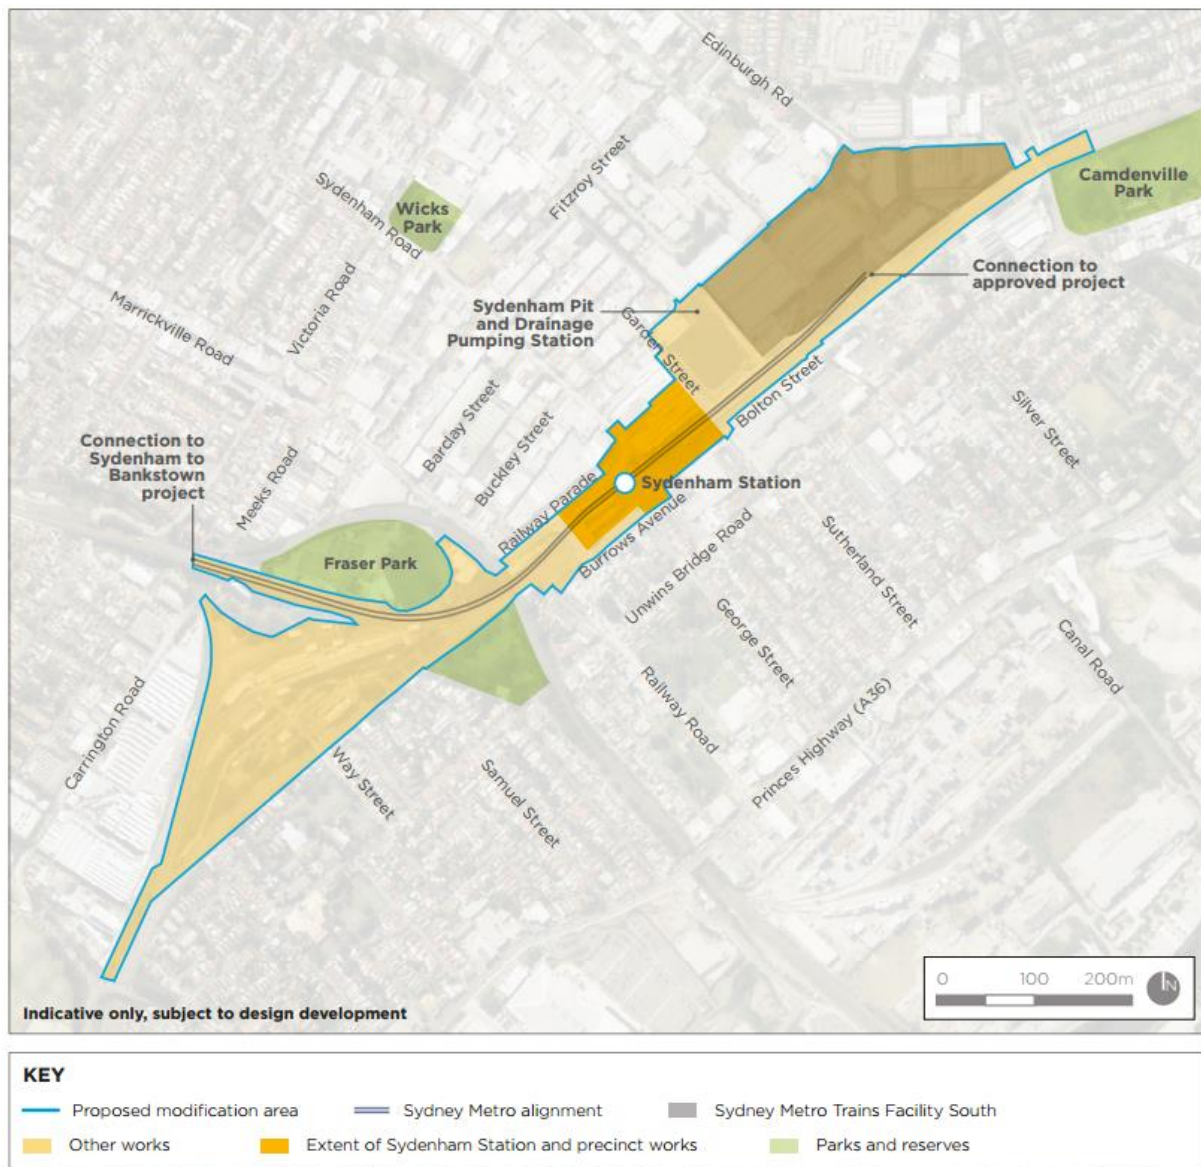 Edinburgh Rd
Camdenville
Park
Fitzroy Street
Wicks
Park
Sydenham Road
Connection to
approved project
Victoria Road
Marrickville Road
Sydenham Pit
and Drainage
Pumping Station
Garden Street
Bolton Street
Silver Street
Barclay Street
Buckley Street
Connection to
Sydenham to
Bankstown
project
Meeks Road
Railway Parade
Sydenham Station
Burrows Avenue
Unwins Bridge Road
Sutherland Street
Fraser Park
George Street
Canal Road
Railway Road
Princes Highway (A36)
Carrington Road
Way Street
Samuel Street
0 100 200m
N
Indicative only, subject to design development
KEY
Proposed modification area
Sydney Metro alignment
Sydney Metro Trains Facility South
Other works
Extent of Sydenham Station and precinct works
Parks and reserves